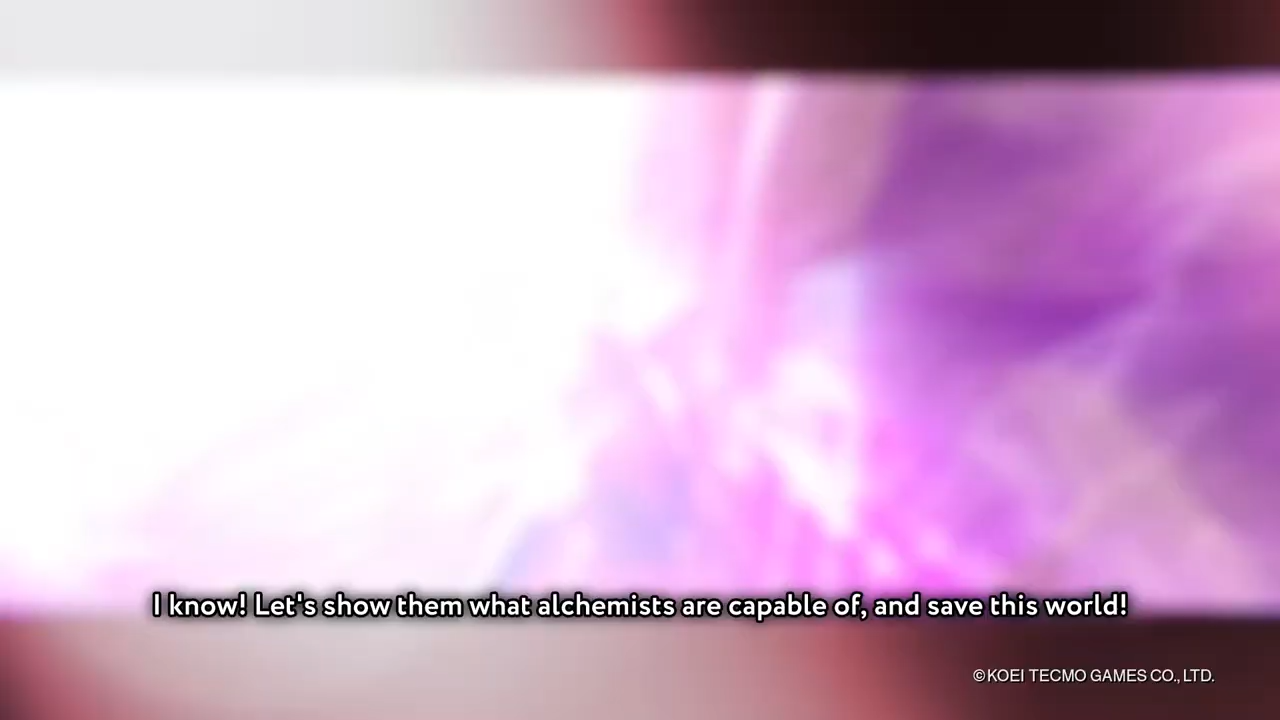 I know! Let's show them what alchemists are capable of, and save this world!
©KOEI TECMO GAMES CO., LTD.